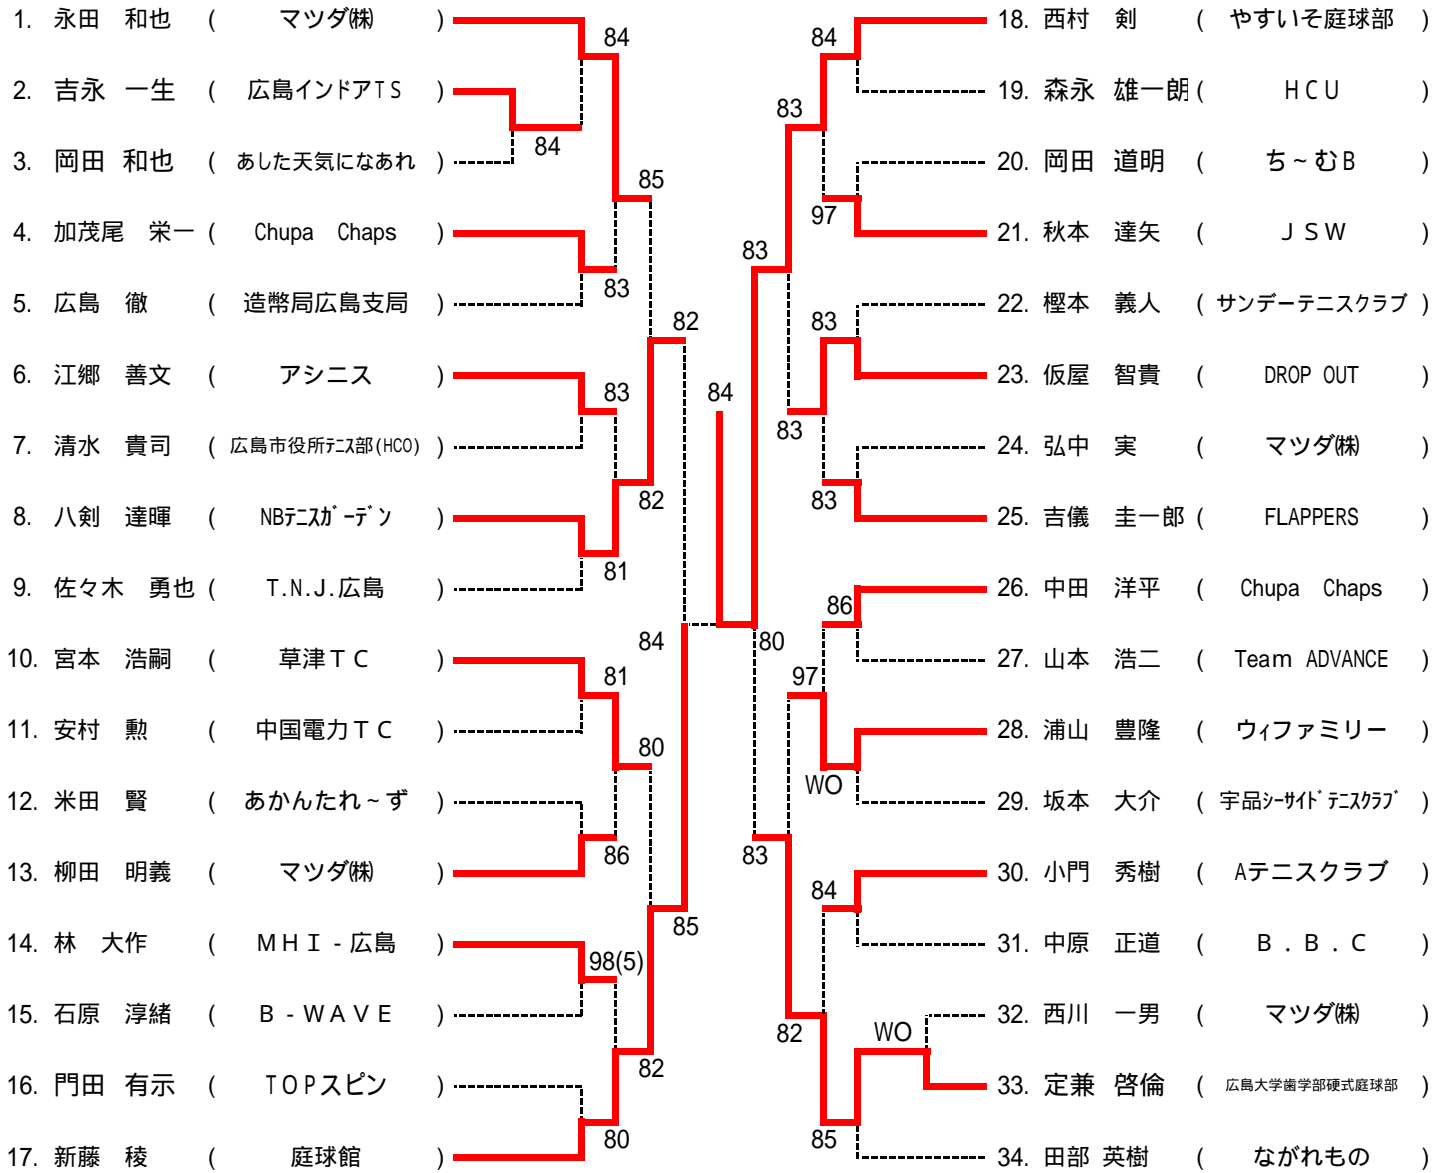 1. 永田 和也 ( マツダ㈱ )
2. 吉永 一生 ( 広島インドアTS )
3. 岡田 和也 ( あした天気になあれ )
4. 加茂尾 栄一 ( Chupa Chaps )
5. 広島 徹 ( 造幣局広島支局 )
6. 江郷 善文 ( アシニス )
7. 清水 貴司 ( 広島市役所ﾃﾆｽ部(HCO) )
8. 八剣 達暉 ( NBﾃﾆｽｶﾞｰﾃﾞﾝ )
9. 佐々木 勇也 ( T.N.J.広島 )
10. 宮本 浩嗣 ( 草津TC )
11. 安村 勲 ( 中国電力TC )
12. 米田 賢 ( あかんたれ~ず )
13. 柳田 明義 ( マツダ㈱ )
14. 林 大作 ( MHI-広島 )
15. 石原 淳緒 ( B-WAVE )
16. 門田 有示 ( TOPスピン )
17. 新藤 稜 ( 庭球館 )
84
84
85
83
82
83
82
81
84
81
80
86
85
98(5)
82
80
84
80
84
83
97
83
83
83
83
86
97
WO
83
84
82
WO
85
18. 西村 剣 ( やすいそ庭球部 )
19. 森永 雄一朗 ( HCU )
20. 岡田 道明 ( ち~むB )
21. 秋本 達矢 ( JSW )
22. 樫本 義人 ( サンデーテニスクラブ )
23. 仮屋 智貴 ( DROP OUT )
24. 弘中 実 ( マツダ㈱ )
25. 吉儀 圭一郎 ( FLAPPERS )
26. 中田 洋平 ( Chupa Chaps )
27. 山本 浩二 ( Team ADVANCE )
28. 浦山 豊隆 ( ウィファミリー )
29. 坂本 大介 ( 宇品ｼｰｻｲﾄﾞﾃﾆｽｸﾗﾌﾞ )
30. 小門 秀樹 ( Aテニスクラブ )
31. 中原 正道 ( B.B.C )
32. 西川 一男 ( マツダ㈱ )
33. 定兼 啓倫 ( 広島大学歯学部硬式庭球部 )
34. 田部 英樹 ( ながれもの )